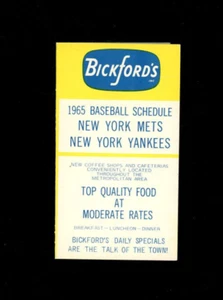 BICKFORD'S
INC
1965 BASEBALL SCHEDULE
NEW YORK METS
NEW YORK YANKEES
NEW COFFEE SHOPS AND CAFETERIAS
CONVENIENTLY LOCATED
THROUGHOUT THE
METROPOLITAN AREA
TOP QUALITY FOOD
AT
MODERATE RATES
BREAKFAST - LUNCHEON - DINNER
BICKFORD'S DAILY SPECIALS
ARE THE TALK OF THE TOWN!